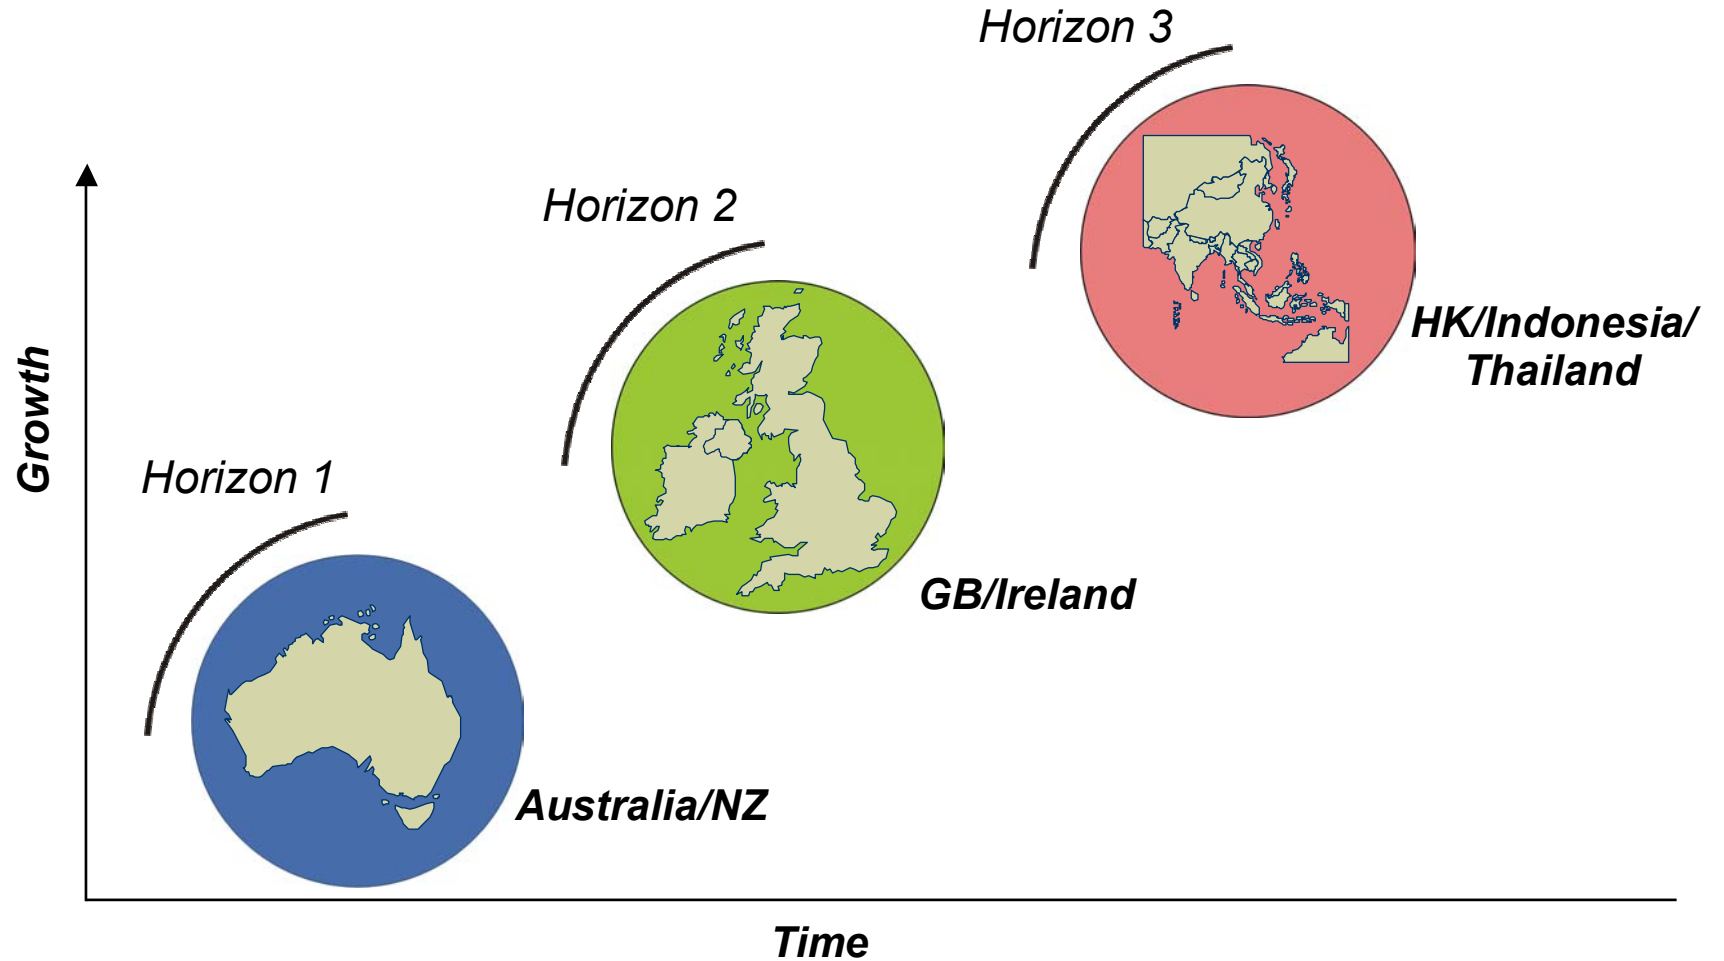 Horizon 3
Horizon 2
HK/Indonesia/
Thailand
Growth
Horizon 1
GB/Ireland
Australia/NZ
Time